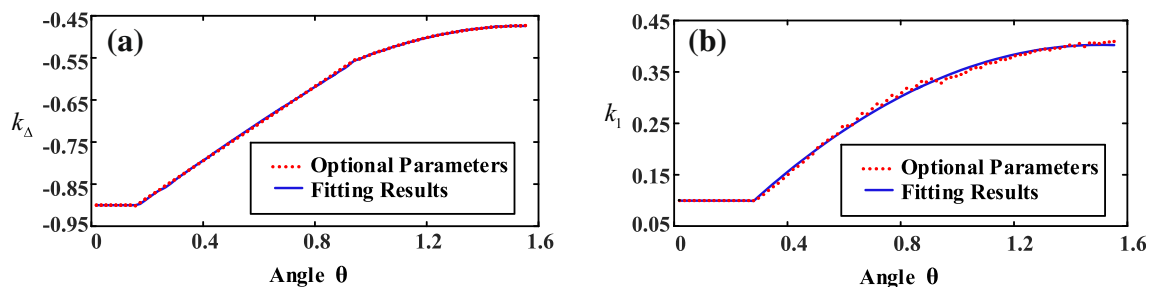 (a)
-0.45
-0.55
-0.65
-0.75
-0.85
-0.95
k_Δ
Optional Parameters
Fitting Results
0 0.4 0.8 1.2 1.6
Angle θ
(b)
0.45
0.35
0.25
0.15
0.05
k_1
Optional Parameters
Fitting Results
0 0.4 0.8 1.2 1.6
Angle θ